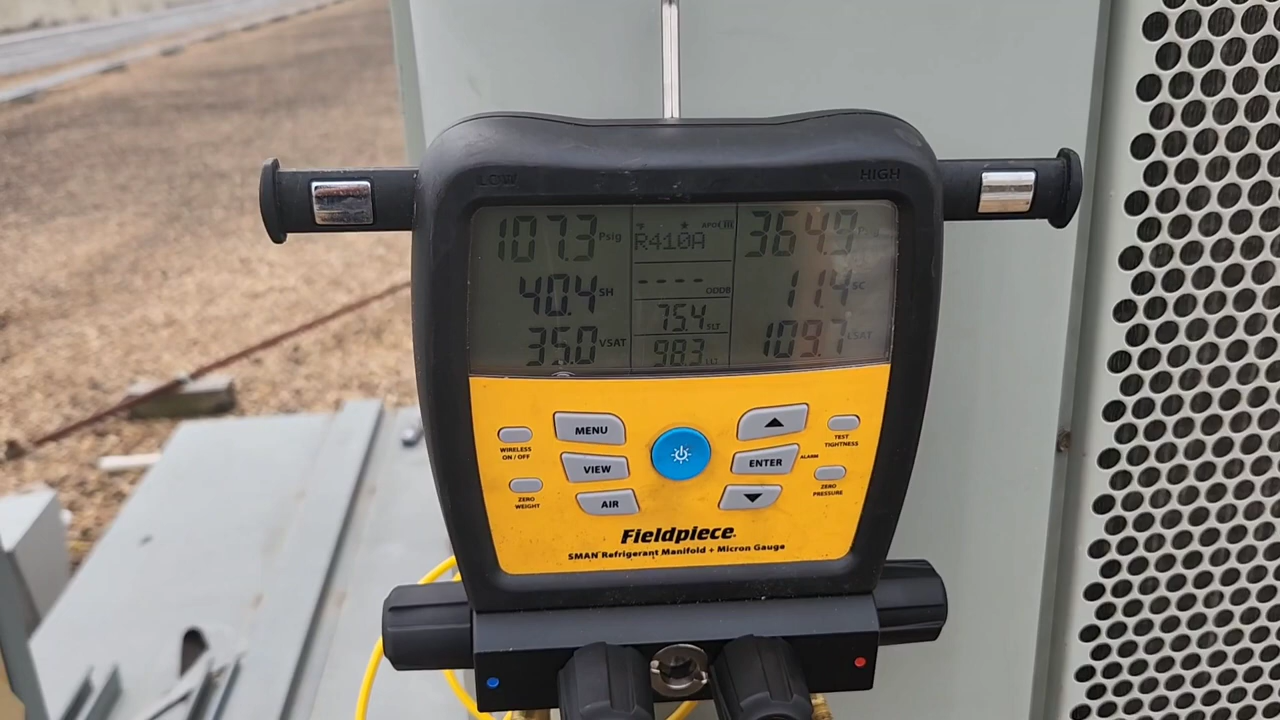 LOW
HIGH
107.3 Psig
R410A
364.9
40.4 SH
---- ODDB
11.4 SC
75.4 SLT
35.0 VSAT
98.3
109.7 LSAT
MENU
VIEW
AIR
ENTER
WIRELESS
ON / OFF
ZERO
WEIGHT
TEST
TIGHTNESS
ALARM
ZERO
PRESSURE
Fieldpiece
SMAN Refrigerant Manifold + Micron Gauge